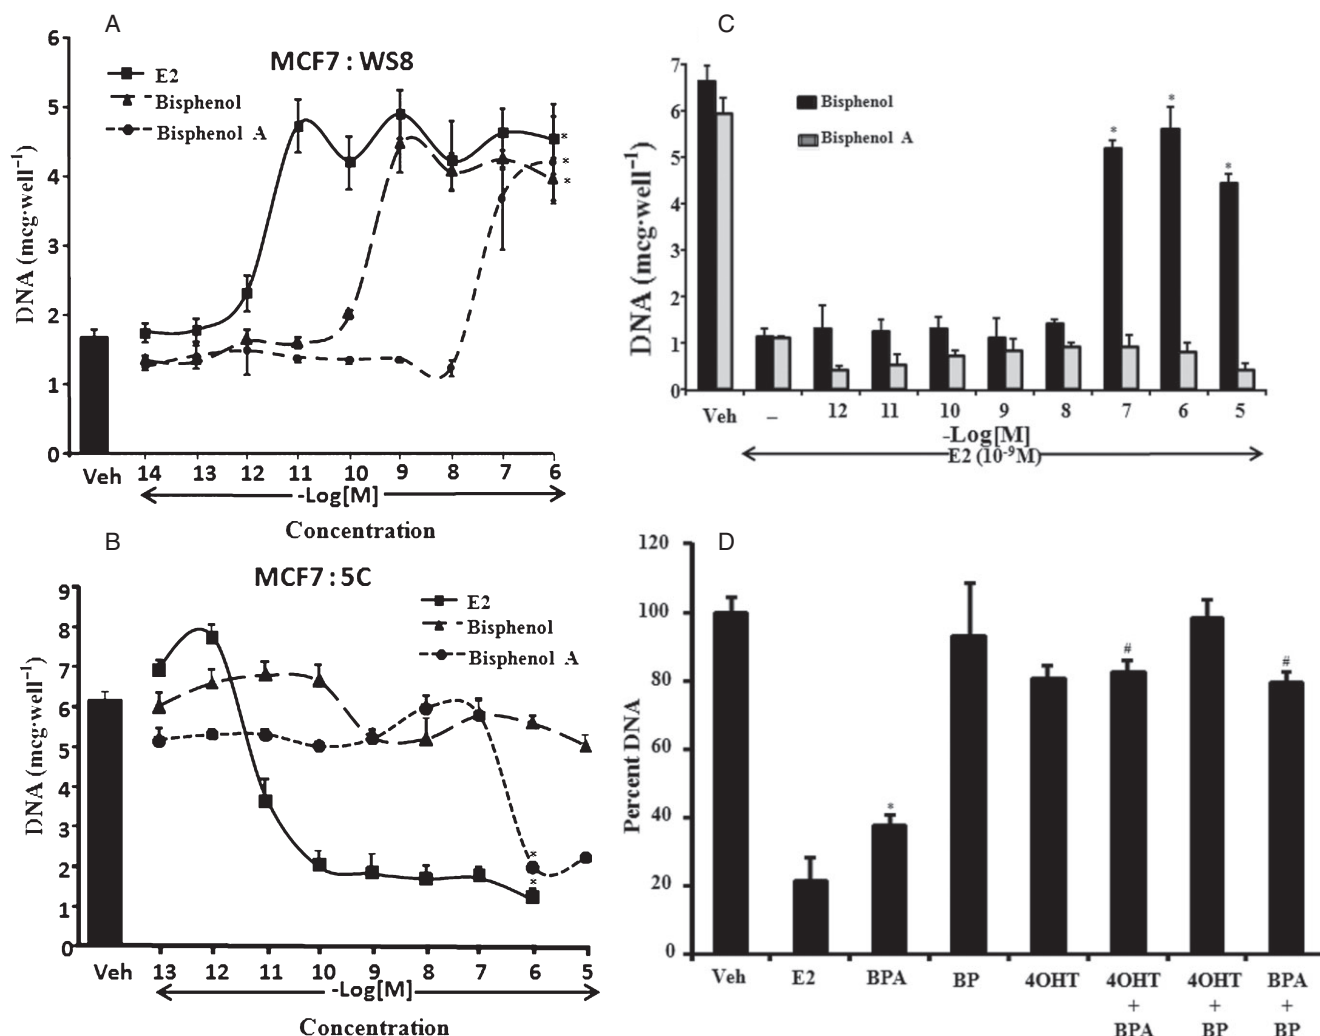 A
MCF7 : WS8
E2
Bisphenol
Bisphenol A
DNA (mcg·well⁻¹)
6
5
4
3
2
1
0
*
*
*
Veh 14 13 12 11 10 9 8 7 6
-Log[M]
Concentration
B
MCF7 : 5C
E2
Bisphenol
Bisphenol A
DNA (mcg·well⁻¹)
9
8
7
6
5
4
3
2
1
0
*
*
Veh 13 12 11 10 9 8 7 6 5
-Log[M]
Concentration
C
Bisphenol
Bisphenol A
DNA (mcg·well⁻¹)
7
6
5
4
3
2
1
0
* * *
Veh – 12 11 10 9 8 7 6 5
-Log[M]
E2 (10⁻⁹M)
D
Percent DNA
120
100
80
60
40
20
0
* # #
Veh E2 BPA BP 4OHT 4OHT 4OHT BPA
+ + +
BPA BP BP